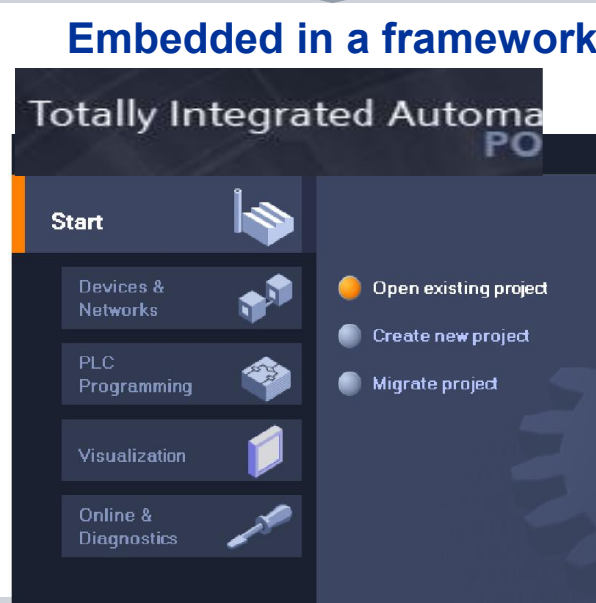 Embedded in a framework
Totally Integrated Automa
PO
Start
Devices &
Networks
PLC
Programming
Visualization
Online &
Diagnostics
Open existing project
Create new project
Migrate project